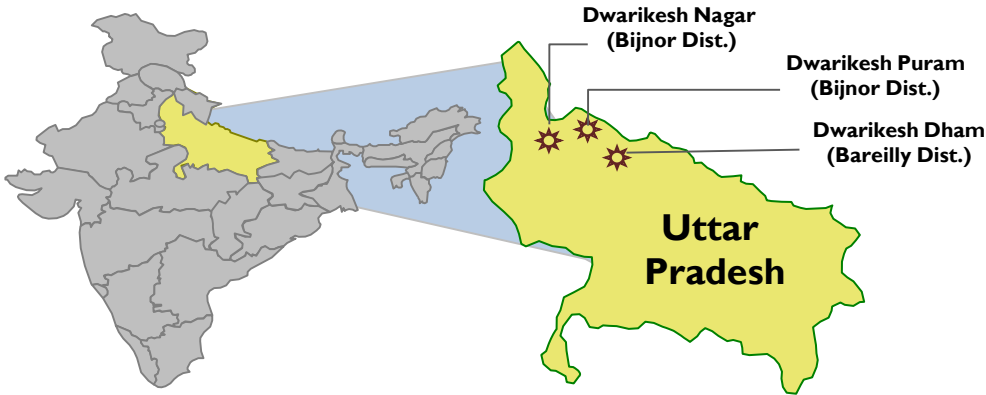 Dwarikesh Nagar
(Bijnor Dist.)
Dwarikesh Puram
(Bijnor Dist.)
Dwarikesh Dham
(Bareilly Dist.)
Uttar
Pradesh